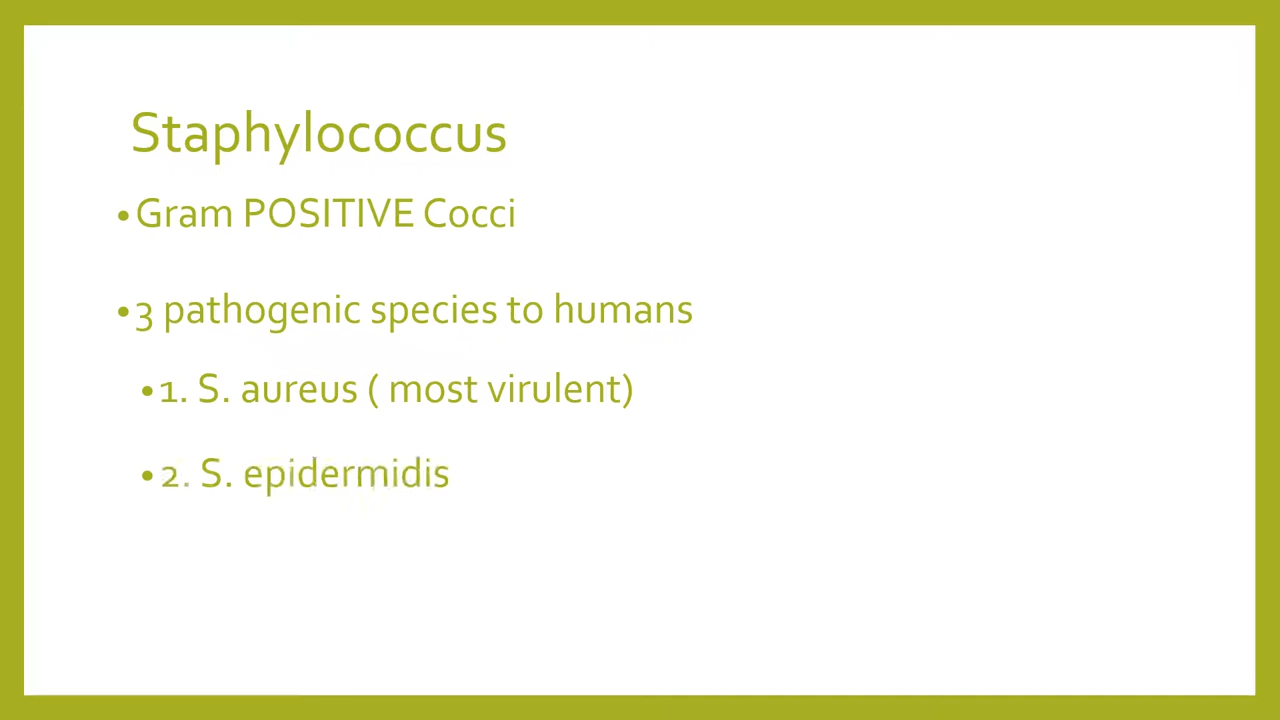 Staphylococcus
•Gram POSITIVE Cocci
•3 pathogenic species to humans
•1. S. aureus ( most virulent)
•2. S. epidermidis